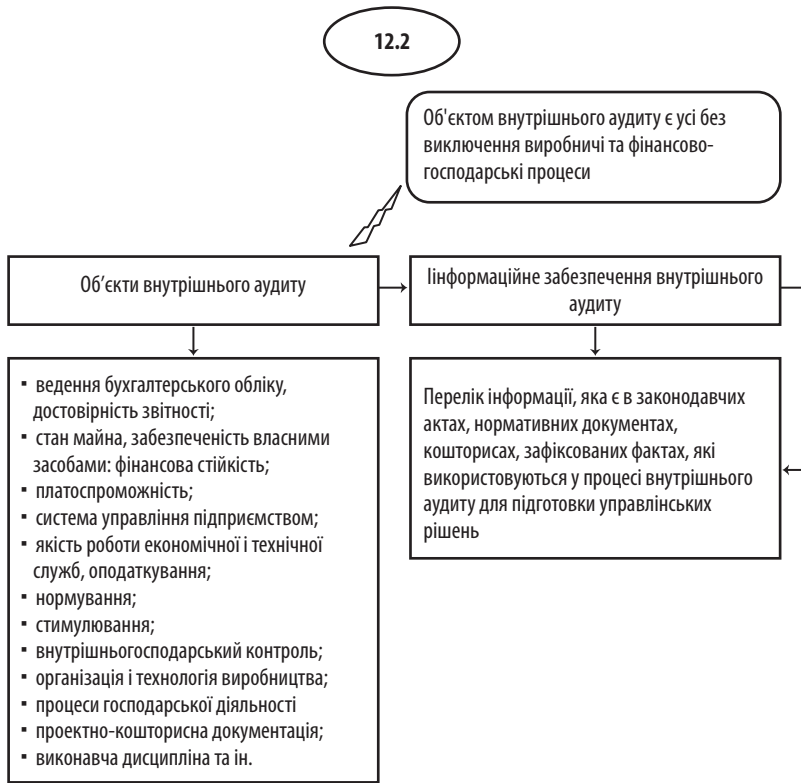 12.2
Об'єктом внутрішнього аудиту є усі без
виключення виробничі та фінансово-
господарські процеси
Об’єкти внутрішнього аудиту
Іінформаційне забезпечення внутрішнього
аудиту
▪ ведення бухгалтерського обліку,
достовірність звітності;
▪ стан майна, забезпеченість власними
засобами: фінансова стійкість;
▪ платоспроможність;
▪ система управління підприємством;
▪ якість роботи економічної і технічної
служб, оподаткування;
▪ нормування;
▪ стимулювання;
▪ внутрішньогосподарський контроль;
▪ організація і технологія виробництва;
▪ процеси господарської діяльності
▪ проектно-кошторисна документація;
▪ виконавча дисципліна та ін.
Перелік інформації, яка є в законодавчих
актах, нормативних документах,
кошторисах, зафіксованих фактах, які
використовуються у процесі внутрішнього
аудиту для підготовки управлінських
рішень